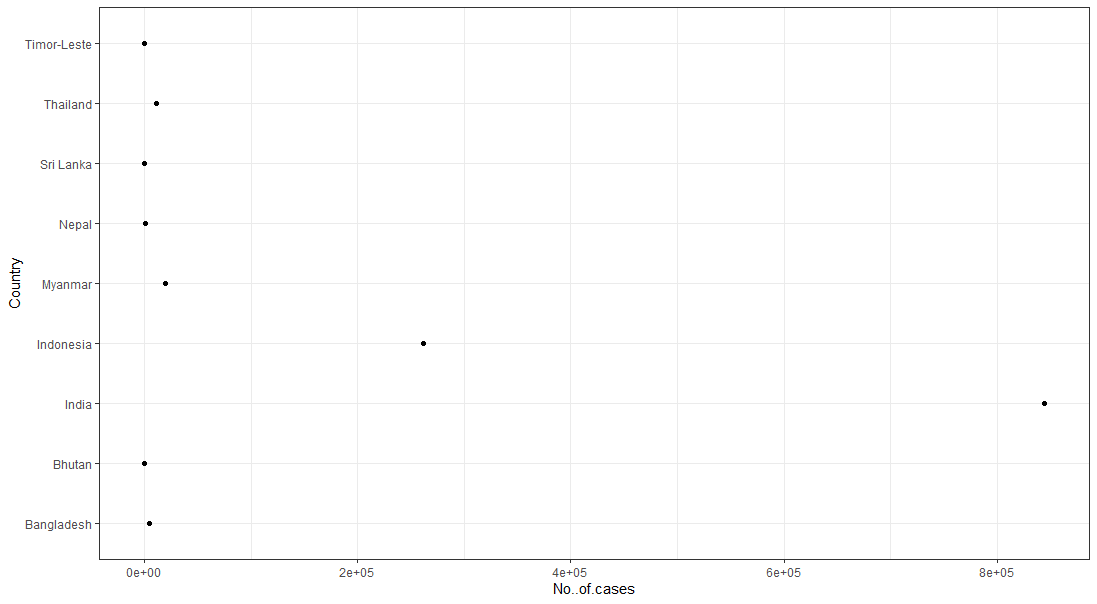 Timor-Leste
Thailand
Sri Lanka
Nepal
Myanmar
Indonesia
India
Bhutan
Bangladesh
Country
0e+00 2e+05 4e+05 6e+05 8e+05
No..of.cases